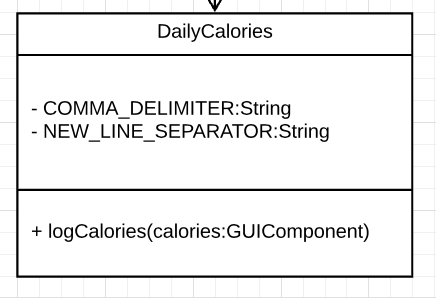 DailyCalories
- COMMA_DELIMITER:String
- NEW_LINE_SEPARATOR:String
+ logCalories(calories:GUIComponent)